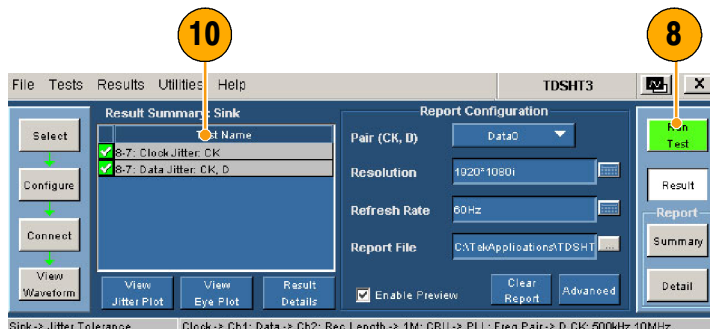 10
8
File Tests Results Utilities Help TDSHT3 X
Result Summary: Sink
Report Configuration
Select
Test Name
Pair (CK, D) Data0
Run Test
8-7: Clock Jitter: CK
8-7: Data Jitter: CK, D
Resolution 1920*1080i
Configure
Result
Refresh Rate 60Hz
Report
Connect
Report File C:\TekApplications\TDSHT ...
Summary
View Waveform
View Jitter Plot
View Eye Plot
Result Details
Enable Preview
Clear Report
Advanced
Detail
Sink -> Jitter Tolerance Clock -> Ch1: Data -> Ch2: Rec Length -> 1M: CRU -> PLL: Freq Pair -> D_CK: 500kHz 10MHz